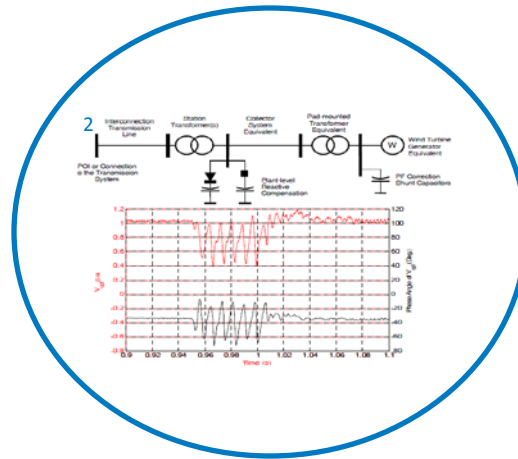 2
Interconnection
Transmission
Line
Station
Transformer(s)
Collector
System
Equivalent
Pad-mounted
Transformer
Equivalent
W
Wind Turbine
Generator
Equivalent
POI or Connection
o the Transmission
System
Plant-level
Reactive
Compensation
PF Correction
Shunt Capacitors
1.2
1
0.8
0.6
0.4
0.2
0
-0.2
-0.4
-0.6
-0.8
120
100
80
60
40
20
0
-20
-40
-60
-80
0.9
0.92
0.94
0.96
0.98
1
1.02
1.04
1.06
1.08
1.1
Time (s)
Phase Angle of
(Deg)